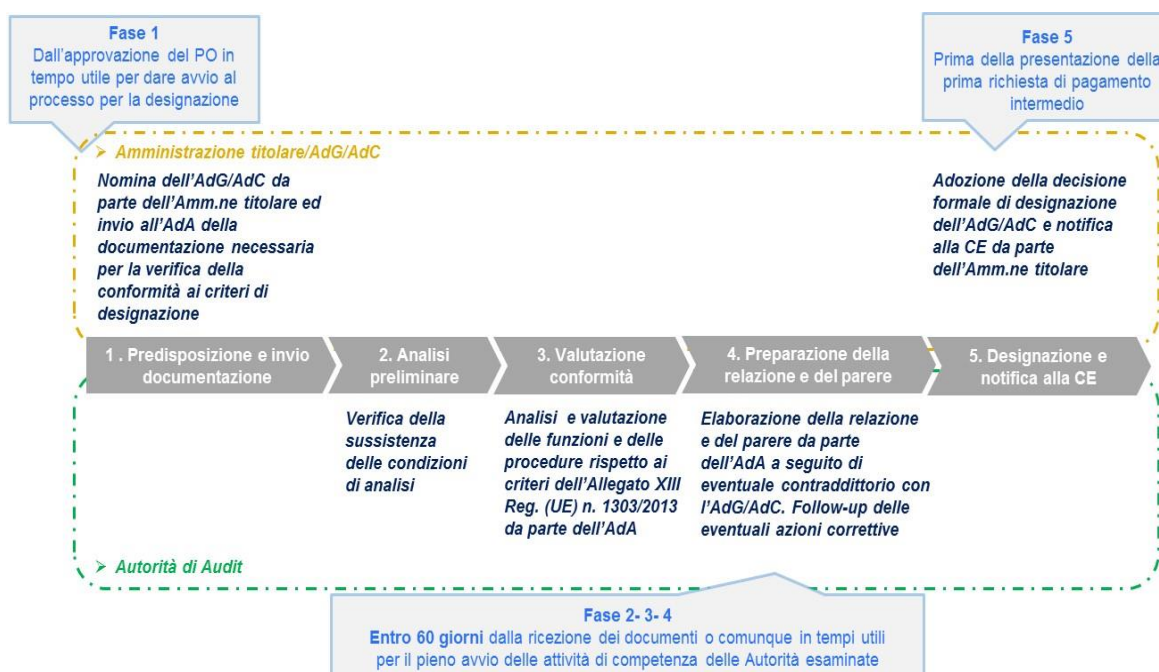 Fase 1
Dall'approvazione del PO in
tempo utile per dare avvio al
processo per la designazione
Fase 5
Prima della presentazione della
prima richiesta di pagamento
intermedio
➢ Amministrazione titolare/AdG/AdC
Nomina dell'AdG/AdC da
parte dell'Amm.ne titolare ed
invio all'AdA della
documentazione necessaria
per la verifica della
conformità ai criteri di
designazione
Adozione della decisione
formale di designazione
dell'AdG/AdC e notifica
alla CE da parte
dell'Amm.ne titolare
1 . Predisposizione e invio
documentazione
2. Analisi
preliminare
3. Valutazione
conformità
4. Preparazione della
relazione e del parere
5. Designazione e
notifica alla CE
Verifica della
sussistenza
delle condizioni
di analisi
Analisi e valutazione
delle funzioni e delle
procedure rispetto ai
criteri dell'Allegato XIII
Reg. (UE) n. 1303/2013
da parte dell'AdA
Elaborazione della relazione
e del parere da parte
dell'AdA a seguito di
eventuale contraddittorio con
l'AdG/AdC. Follow-up delle
eventuali azioni correttive
➢ Autorità di Audit
Fase 2- 3- 4
Entro 60 giorni dalla ricezione dei documenti o comunque in tempi utili
per il pieno avvio delle attività di competenza delle Autorità esaminate